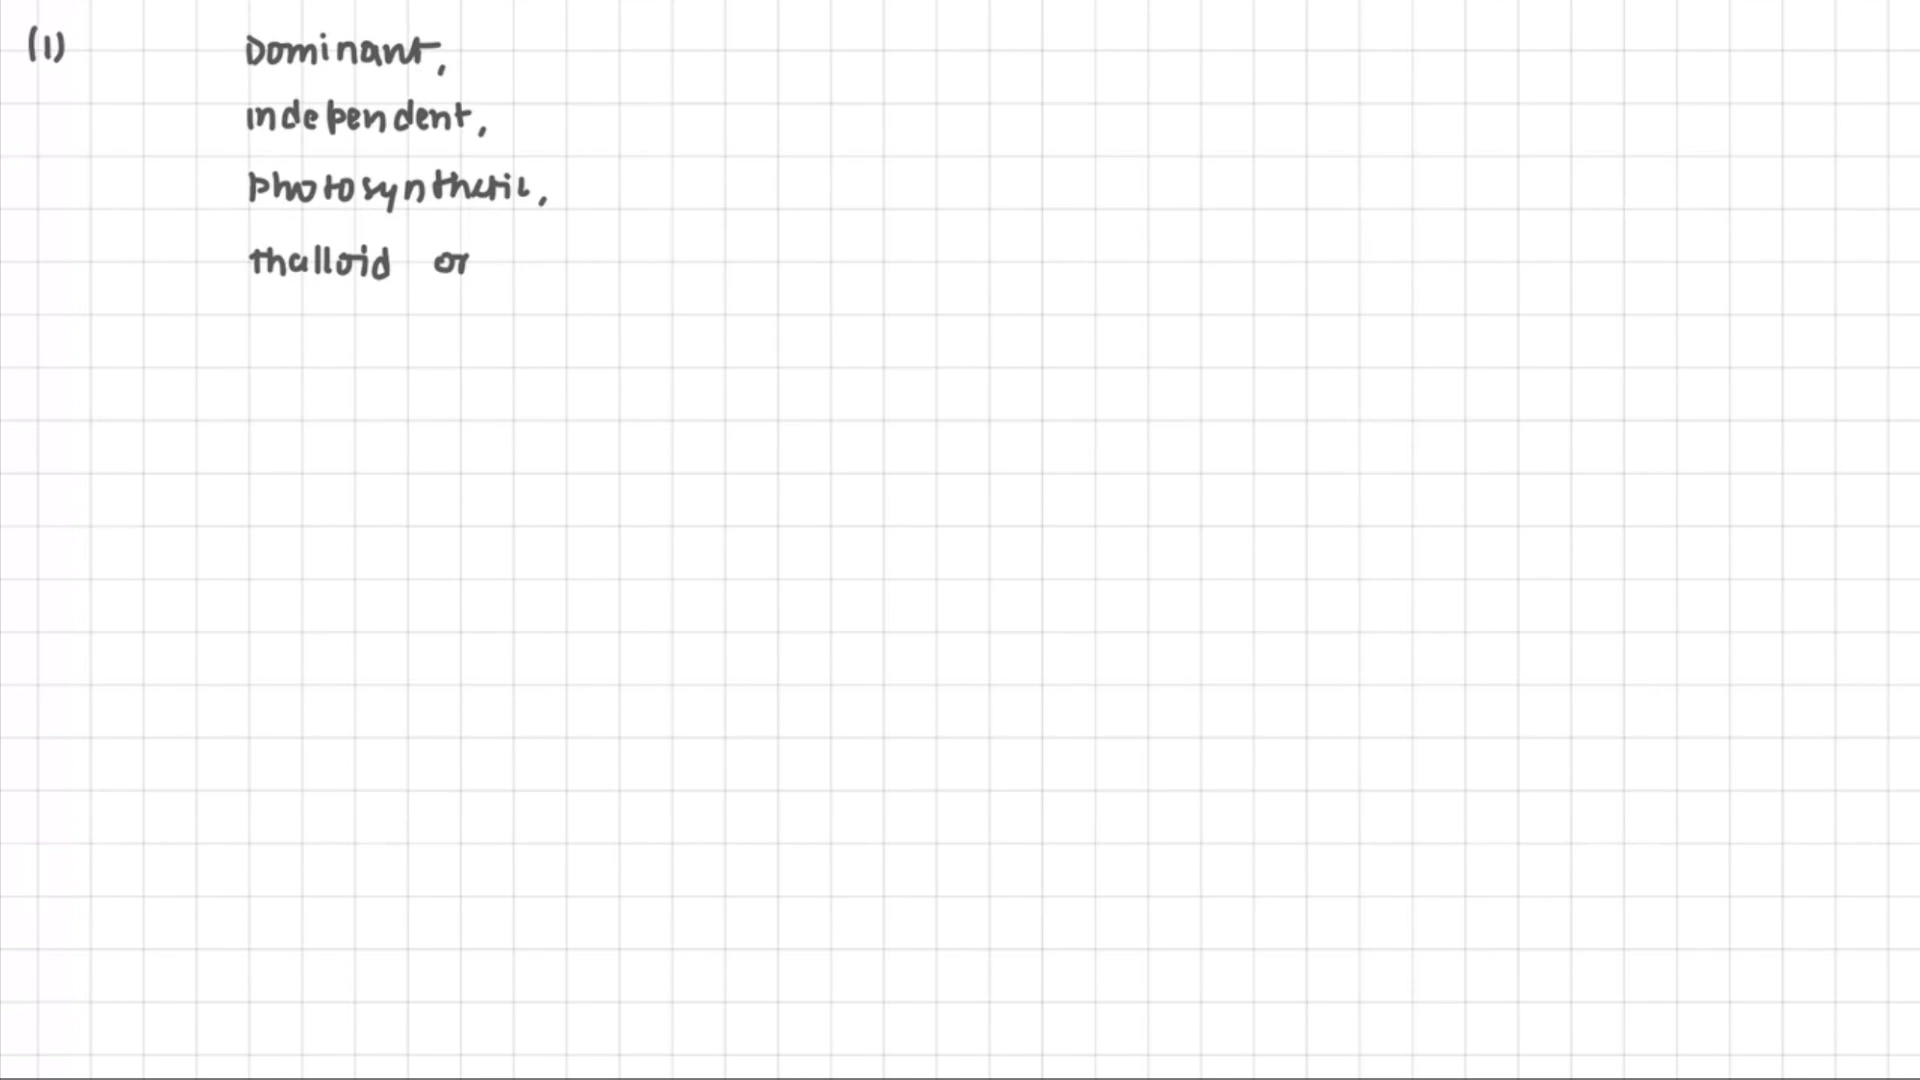 (1) Dominant,
independent,
photosynthetic,
thalloid or